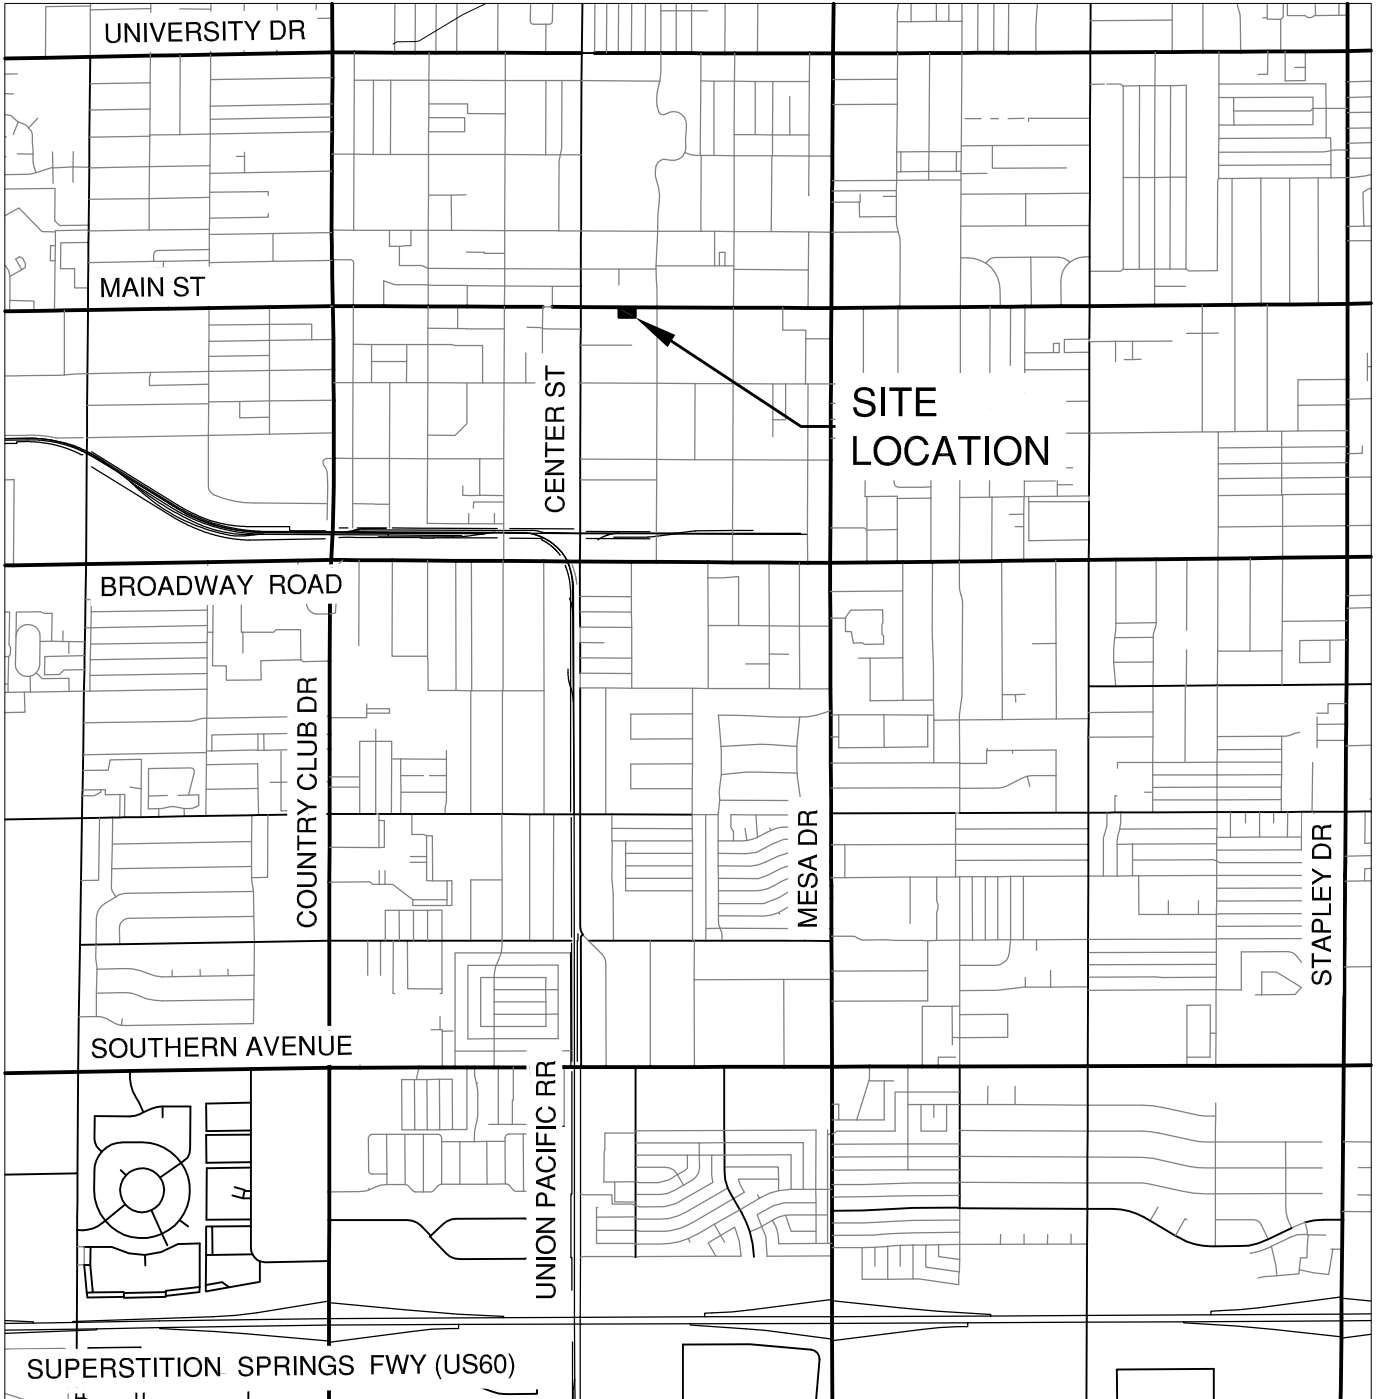 UNIVERSITY DR
MAIN ST
CENTER ST
SITE
LOCATION
BROADWAY ROAD
COUNTRY CLUB DR
MESA DR
STAPLEY DR
SOUTHERN AVENUE
UNION PACIFIC RR
SUPERSTITION SPRINGS FWY (US60)